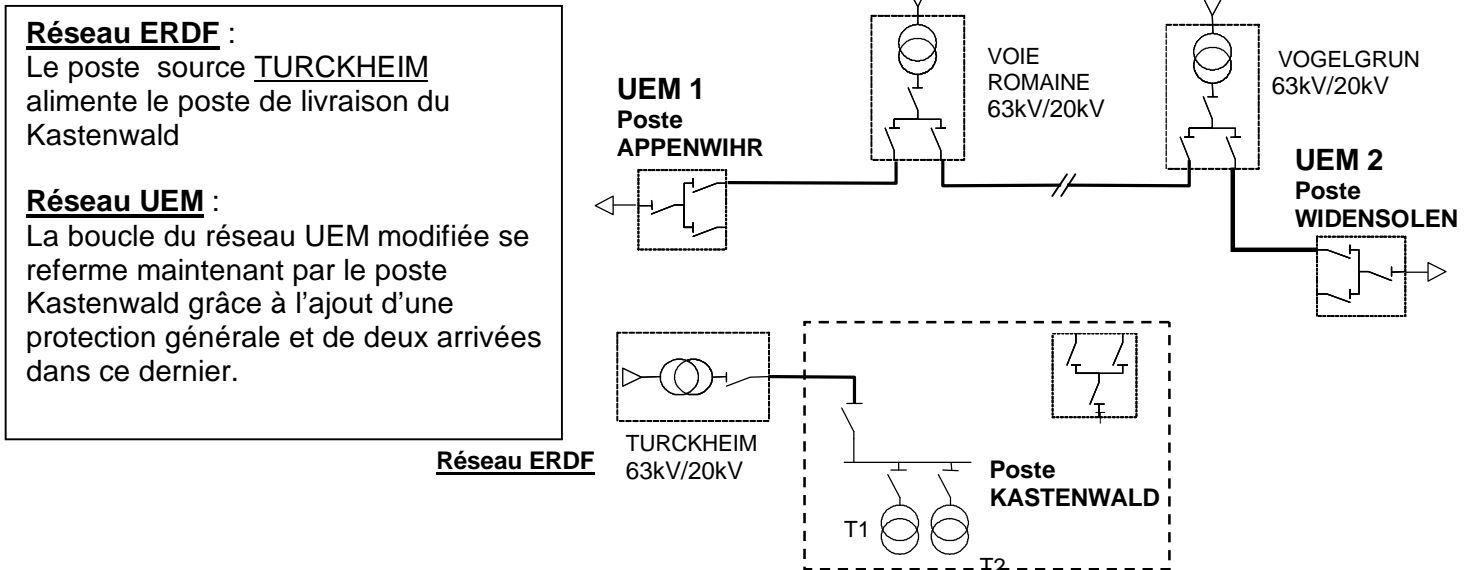 Réseau ERDF :
Le poste source TURCKHEIM
alimente le poste de livraison du
Kastenwald
Réseau UEM :
La boucle du réseau UEM modifiée se
referme maintenant par le poste
Kastenwald grâce à l’ajout d’une
protection générale et de deux arrivées
dans ce dernier.
UEM 1
Poste
APPENWIHR
VOIE
ROMAINE
63kV/20kV
VOGELGRUN
63kV/20kV
UEM 2
Poste
WIDENSOLEN
TURCKHEIM
63kV/20kV
Réseau ERDF
Poste
KASTENWALD
T1
T2